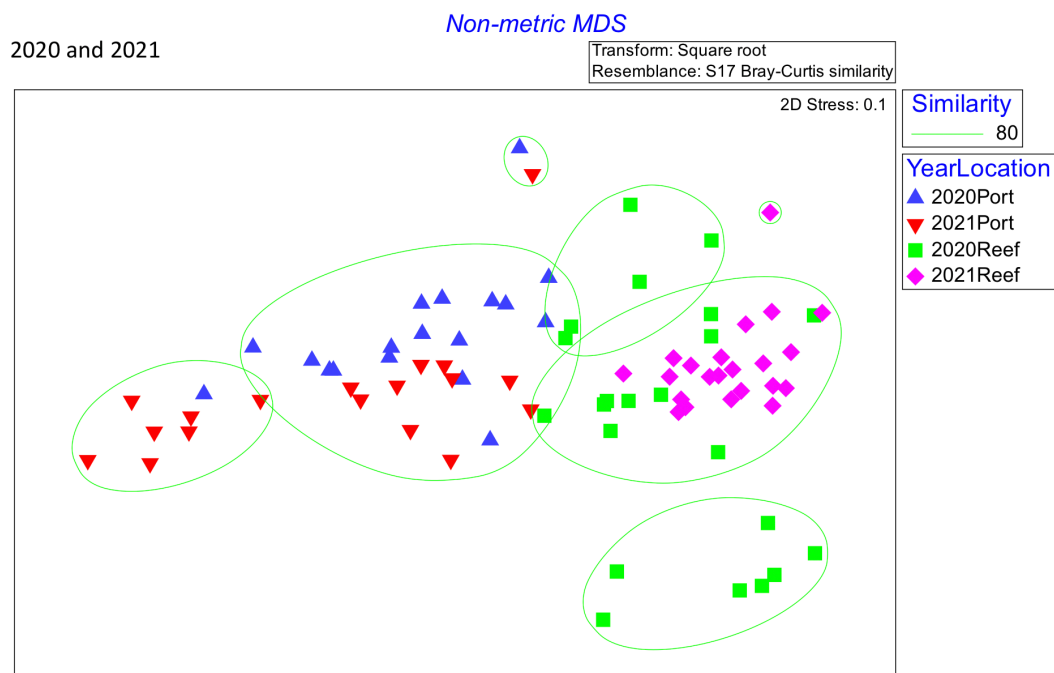 Non-metric MDS
2020 and 2021
Transform: Square root
Resemblance: S17 Bray-Curtis similarity
2D Stress: 0.1
Similarity
80
YearLocation
2020Port
2021Port
2020Reef
2021Reef